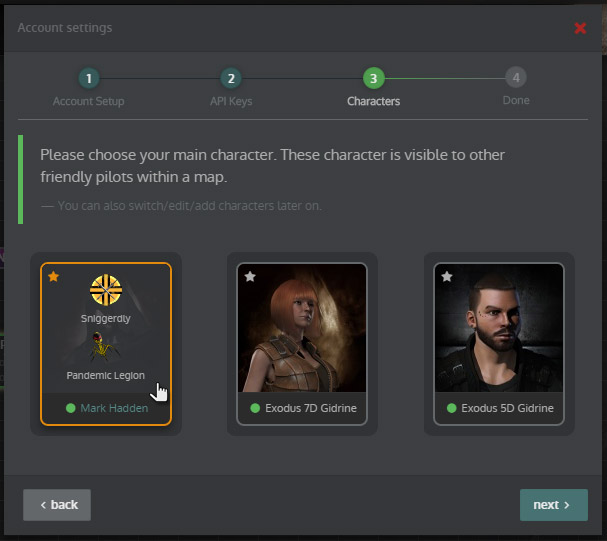 Account settings
1
2
3
4
Account Setup
API Keys
Characters
Done
Please choose your main character. These character is visible to other
friendly pilots within a map.
— You can also switch/edit/add characters later on.
Sniggerdly
Pandemic Legion
Mark Hadden
Exodus 7D Gidrine
Exodus 5D Gidrine
back
next